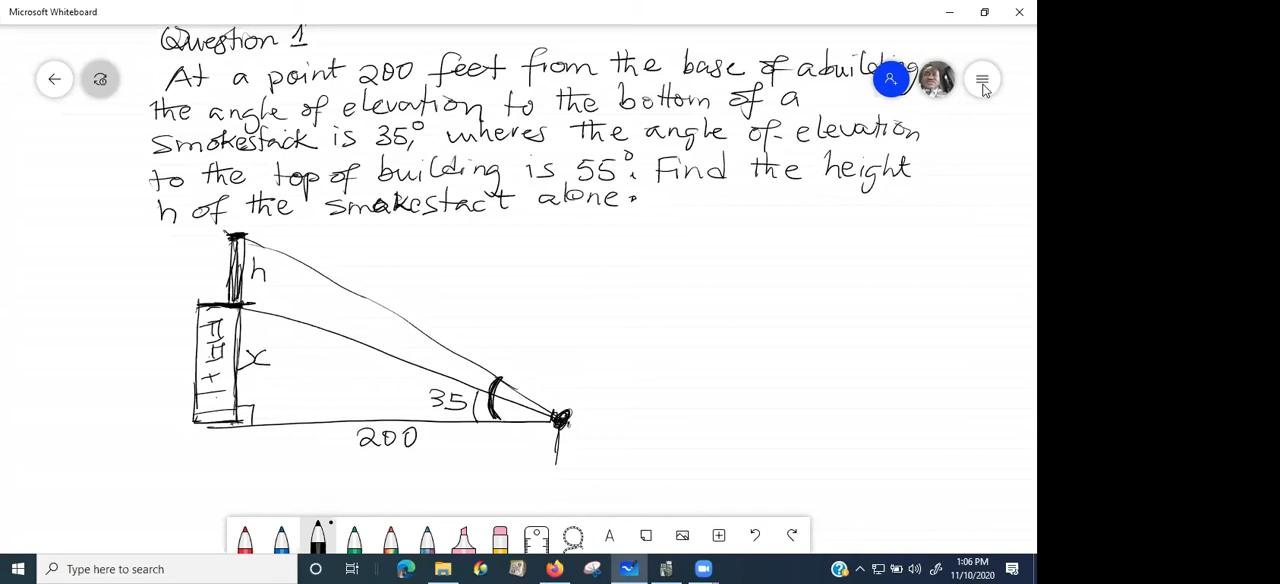 Microsoft Whiteboard
Question 1
At a point 200 feet from the base of a building
the angle of elevation to the bottom of a
smokestack is 35,° wheres the angle of elevation
to the top of building is 55°. Find the height
h of the smokestact alone.
h
x
35
200
A
Type here to search
1:06 PM
11/10/2020